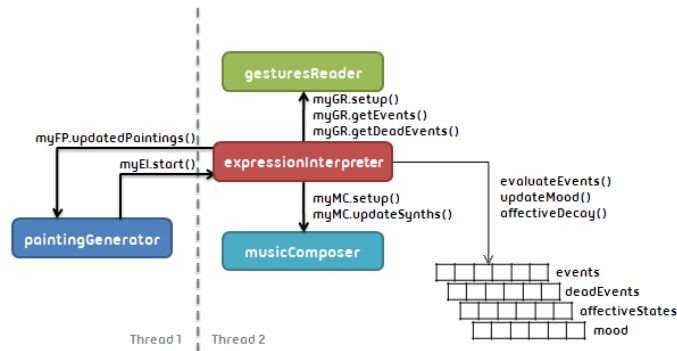 gesturesReader
myGR.setup()
myGR.getEvents()
myGR.getDeadEvents()
myFP.updatedPaintings()
myEI.start()
expressionInterpreter
evaluateEvents()
updateMood()
affectiveDecay()
myMC.setup()
myMC.updateSynths()
paintingGenerator
musicComposer
events
deadEvents
affectiveStates
mood
Thread 1
Thread 2